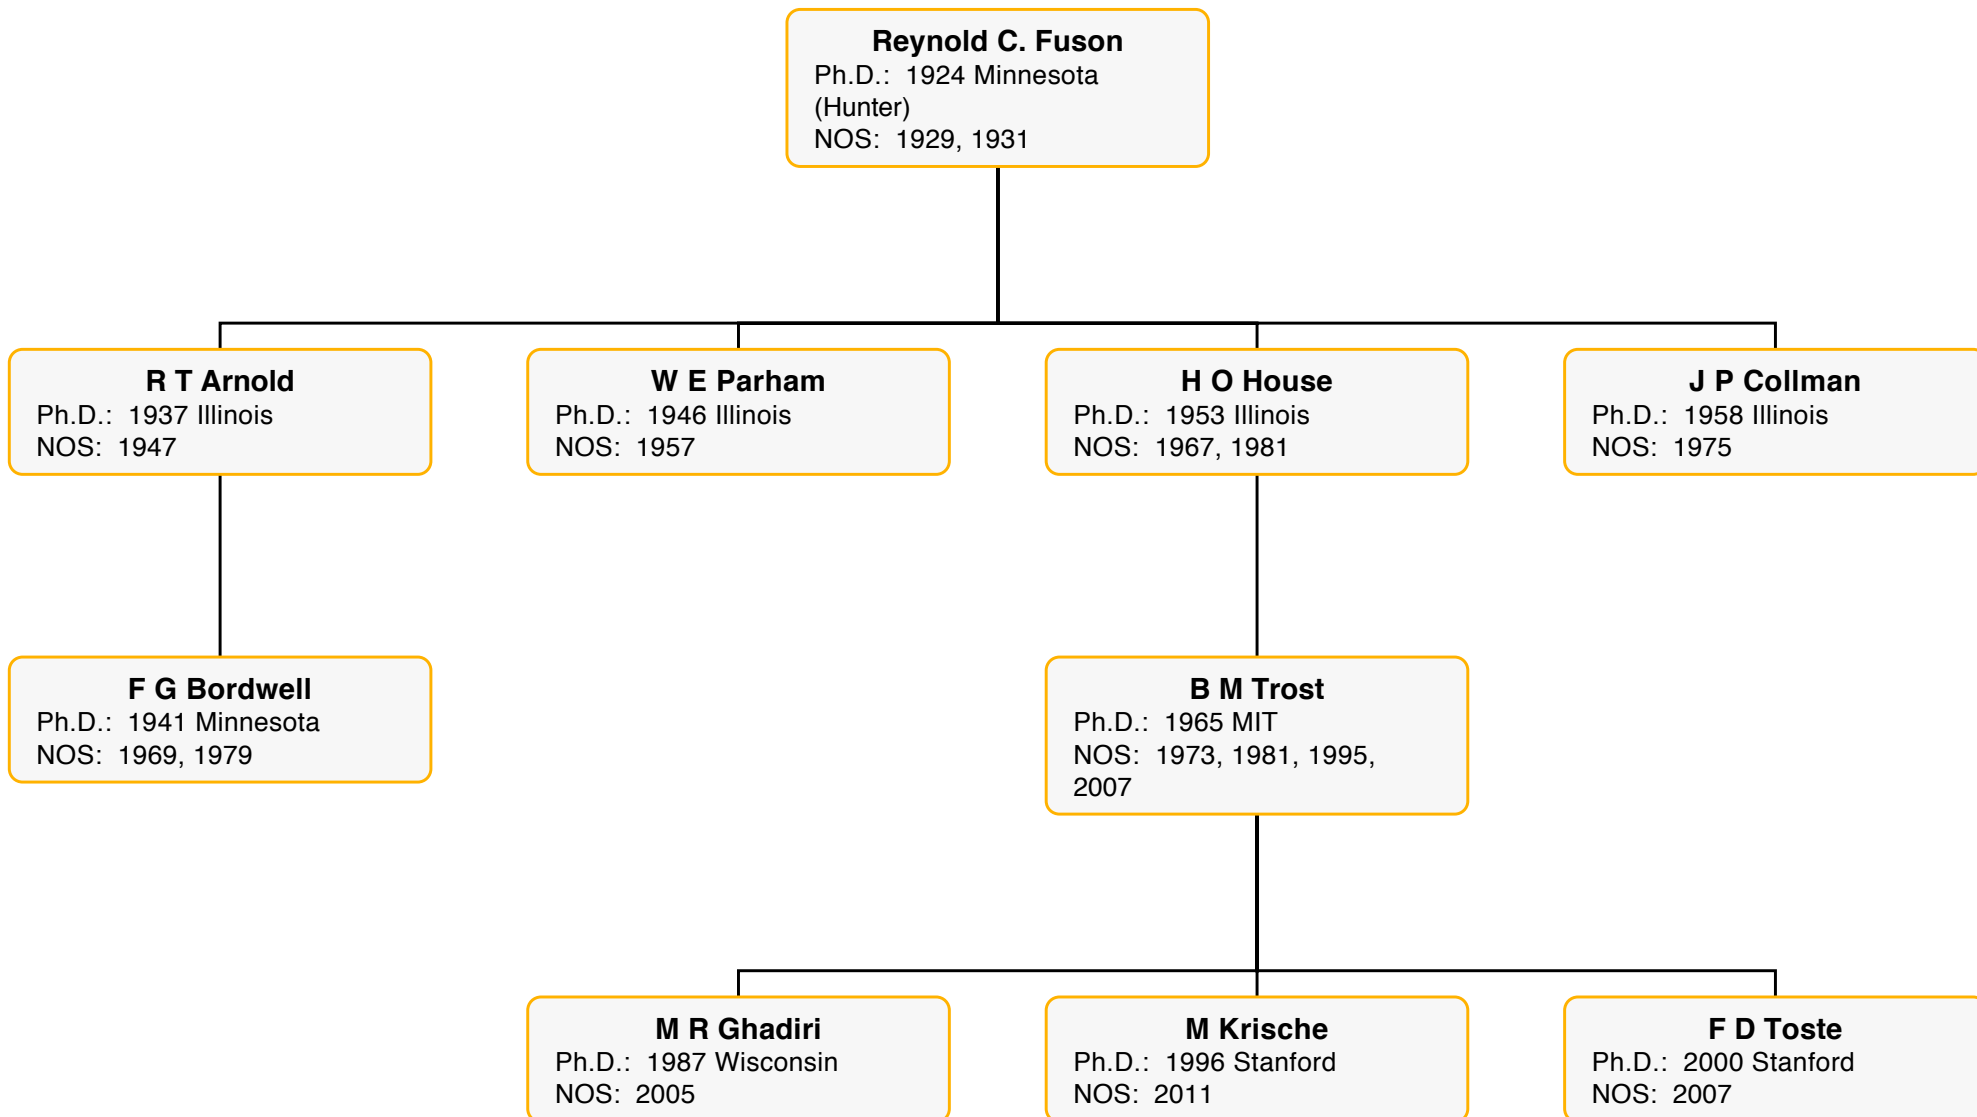 Reynold C. Fuson
Ph.D.: 1924 Minnesota
(Hunter)
NOS: 1929, 1931
R T Arnold
Ph.D.: 1937 Illinois
NOS: 1947
W E Parham
Ph.D.: 1946 Illinois
NOS: 1957
H O House
Ph.D.: 1953 Illinois
NOS: 1967, 1981
J P Collman
Ph.D.: 1958 Illinois
NOS: 1975
F G Bordwell
Ph.D.: 1941 Minnesota
NOS: 1969, 1979
B M Trost
Ph.D.: 1965 MIT
NOS: 1973, 1981, 1995,
2007
M R Ghadiri
Ph.D.: 1987 Wisconsin
NOS: 2005
M Krische
Ph.D.: 1996 Stanford
NOS: 2011
F D Toste
Ph.D.: 2000 Stanford
NOS: 2007